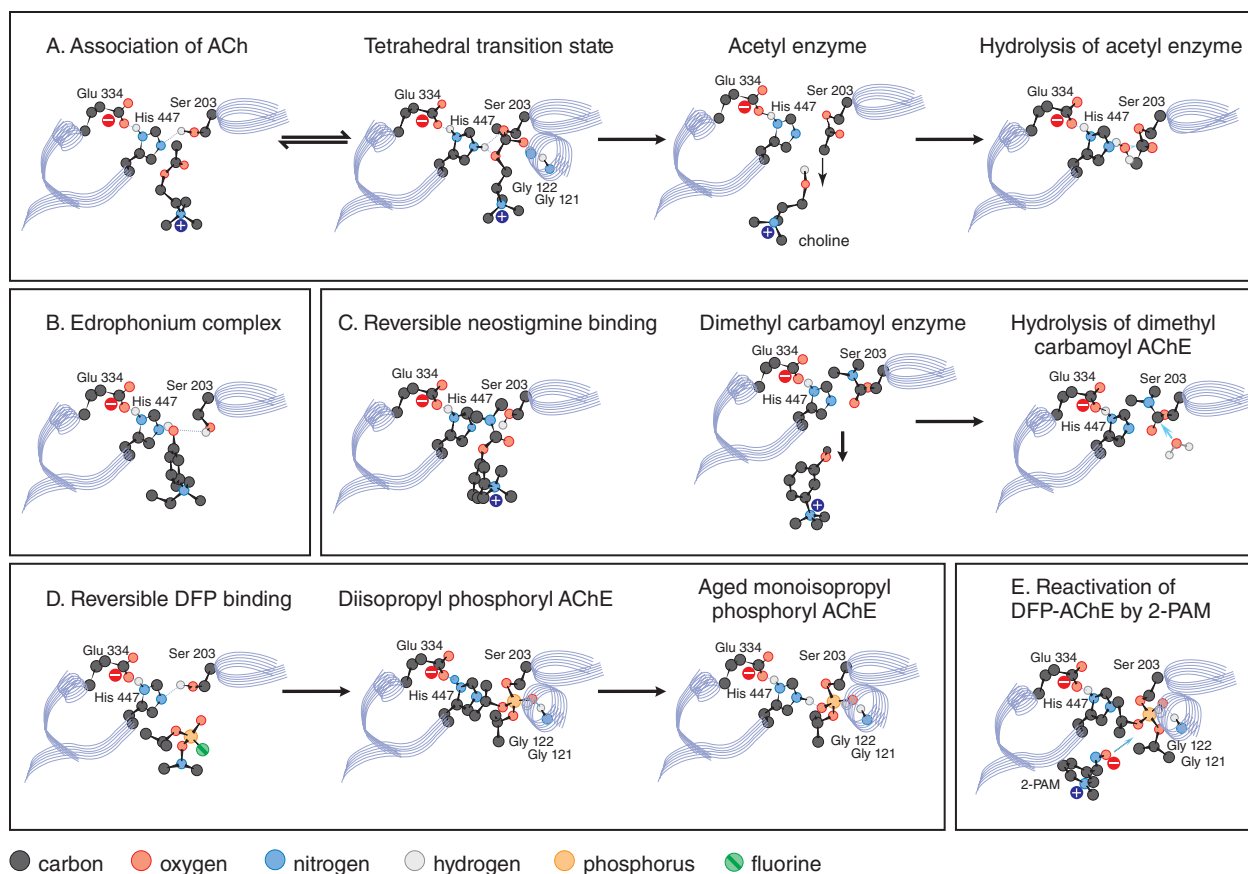 A. Association of ACh
Tetrahedral transition state
Acetyl enzyme
Hydrolysis of acetyl enzyme
Glu 334
His 447
Ser 203
Glu 334
His 447
Ser 203
Gly 122
Gly 121
Glu 334
His 447
Ser 203
choline
Glu 334
His 447
Ser 203
B. Edrophonium complex
Glu 334
His 447
Ser 203
C. Reversible neostigmine binding
Dimethyl carbamoyl enzyme
Hydrolysis of dimethyl
carbamoyl AChE
Glu 334
His 447
Ser 203
Glu 334
His 447
Ser 203
Glu 334
His 447
Ser 203
D. Reversible DFP binding
Diisopropyl phosphoryl AChE
Aged monoisopropyl
phosphoryl AChE
Glu 334
His 447
Ser 203
Glu 334
His 447
Ser 203
Gly 122
Gly 121
Glu 334
His 447
Ser 203
Gly 122
Gly 121
E. Reactivation of
DFP-AChE by 2-PAM
Glu 334
His 447
Ser 203
Gly 122
Gly 121
2-PAM
carbon
oxygen
nitrogen
hydrogen
phosphorus
fluorine